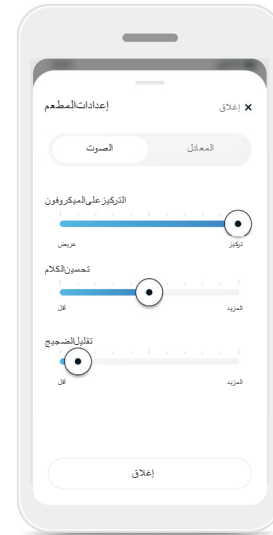 إعدادات المطعم
× إغلاق
الصوت
المعادل
التركيز على الميكروفون
عريض
تركيز
تحسين الكلام
أقل
المزيد
تقليل الضجيج
أقل
المزيد
إغلاق